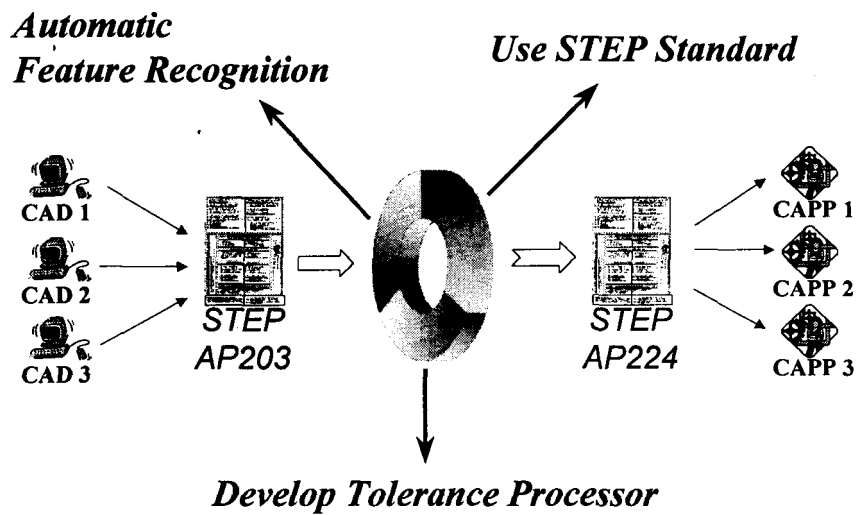 Automatic
Feature Recognition
Use STEP Standard
CAD 1
CAD 2
CAD 3
STEP
AP203
STEP
AP224
CAPP 1
CAPP 2
CAPP 3
Develop Tolerance Processor